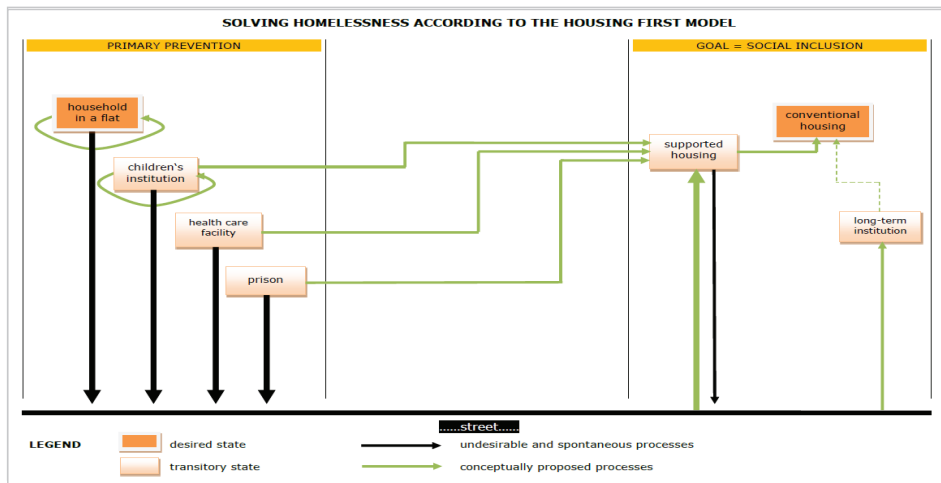 SOLVING HOMELESSNESS ACCORDING TO THE HOUSING FIRST MODEL
PRIMARY PREVENTION
GOAL = SOCIAL INCLUSION
household
in a flat
conventional
housing
children's
institution
supported
housing
health care
facility
long-term
institution
prison
......street......
LEGEND
desired state
undesirable and spontaneous processes
transitory state
conceptually proposed processes